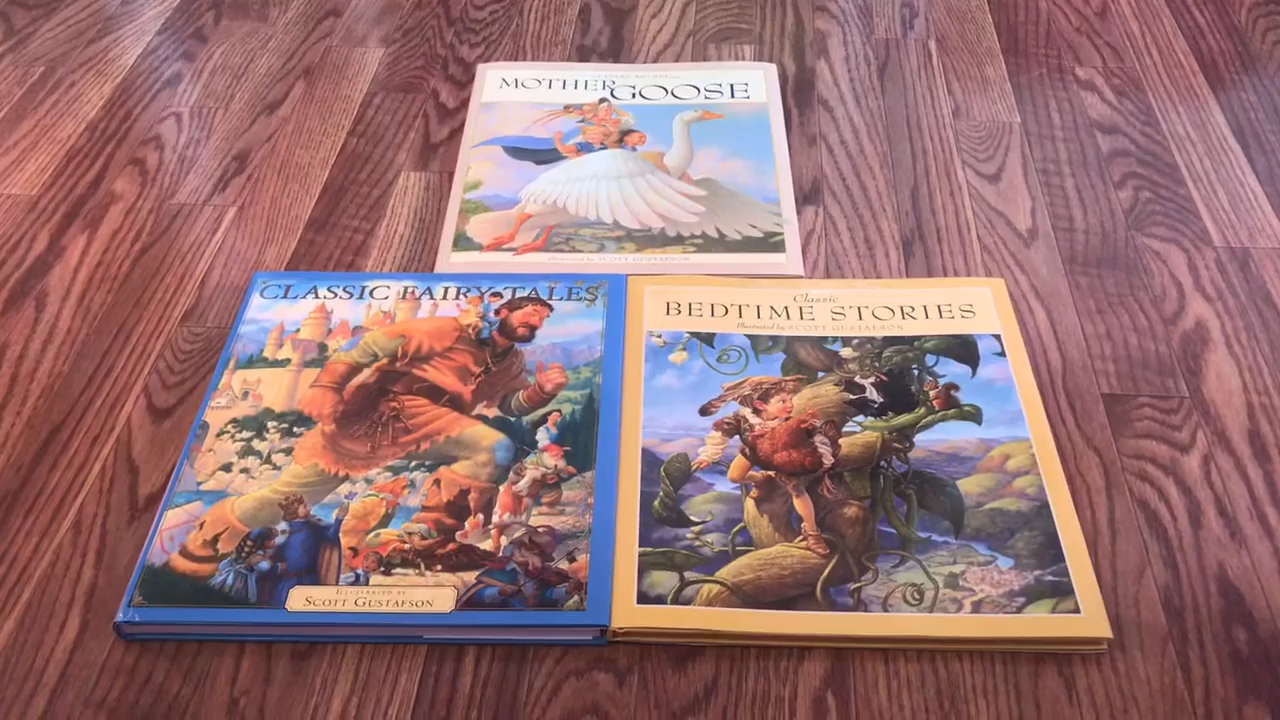 MOTHER GOOSE
Illustrated by SCOTT GUSTAFSON
CLASSIC FAIRY TALES
ILLUSTRATED BY
SCOTT GUSTAFSON
Classic
BEDTIME STORIES
Illustrated by SCOTT GUSTAFSON